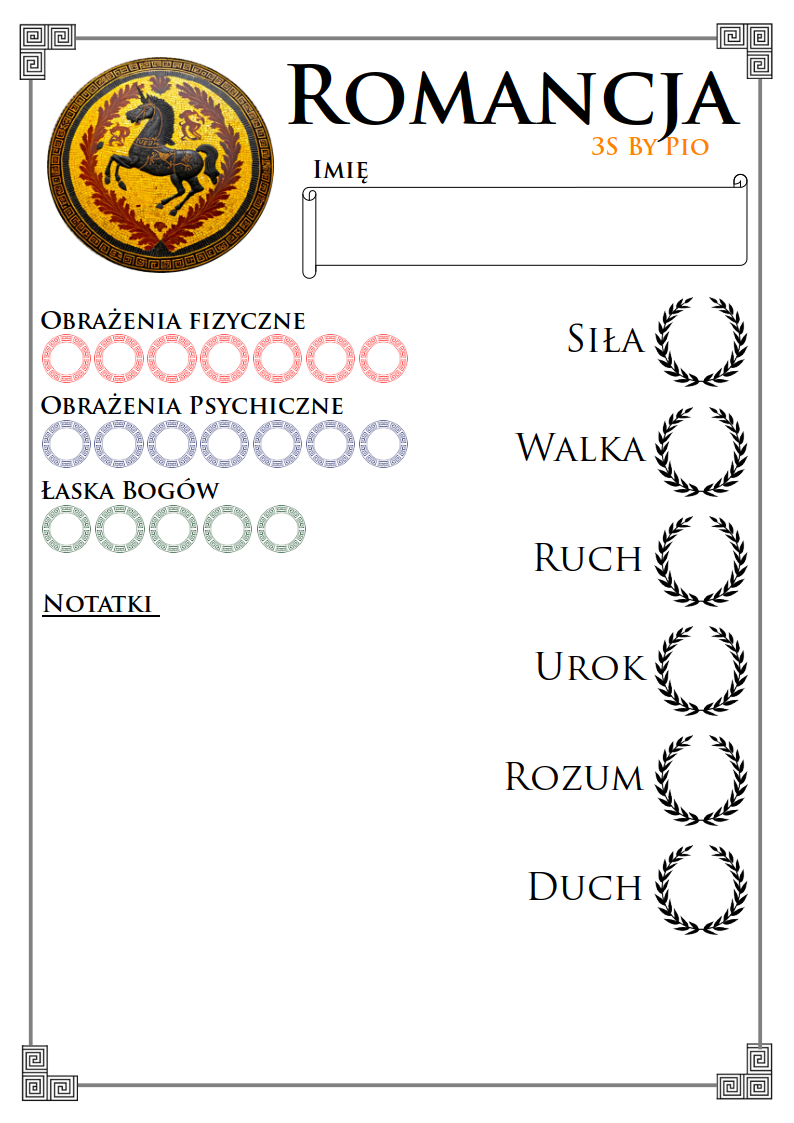 Romancja
3S By Pio
Imię
Obrażenia fizyczne
Siła
Obrażenia Psychiczne
Walka
Łaska Bogów
Ruch
Notatki
Urok
Rozum
Duch